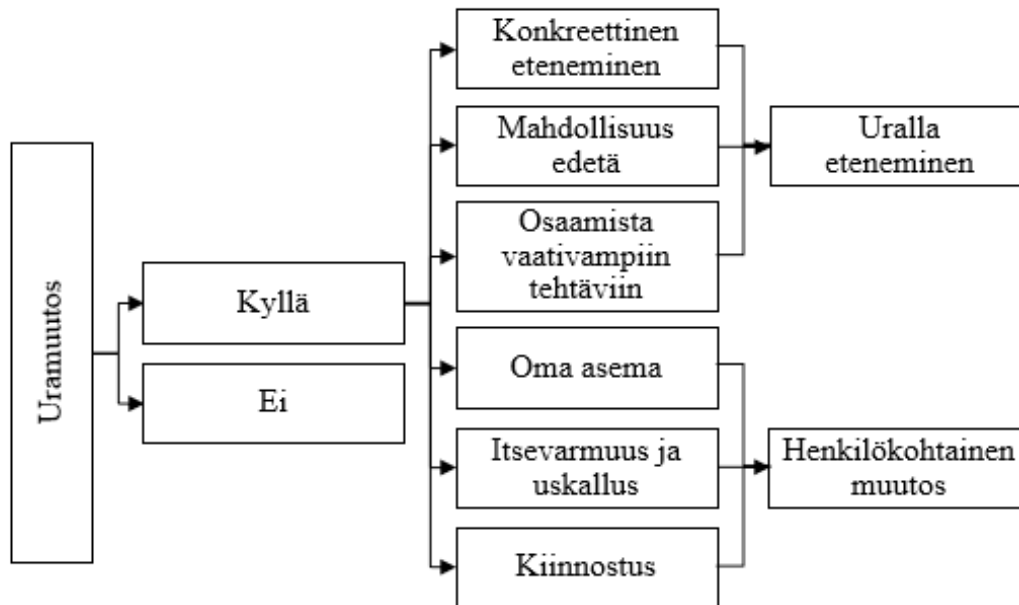 Uramuutos
Kyllä
Ei
Konkreettinen
eteneminen
Mahdollisuus
edetä
Osaamista
vaativampiin
tehtäviin
Oma asema
Itsevarmuus ja
uskallus
Kiinnostus
Uralla
eteneminen
Henkilökohtainen
muutos